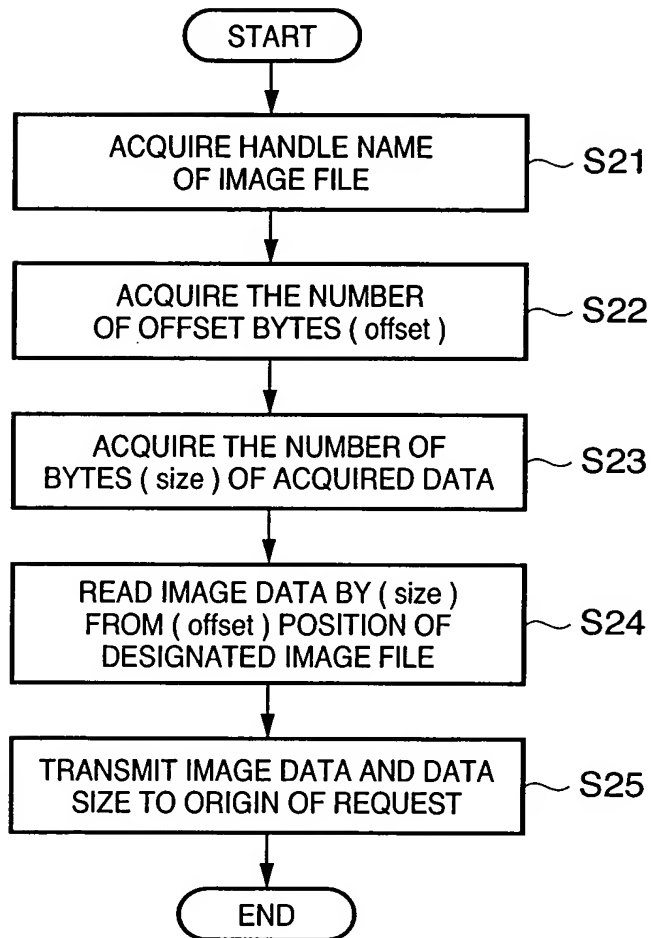 START
ACQUIRE HANDLE NAME
OF IMAGE FILE
S21
ACQUIRE THE NUMBER
OF OFFSET BYTES ( offset )
S22
ACQUIRE THE NUMBER OF
BYTES ( size ) OF ACQUIRED DATA
S23
READ IMAGE DATA BY ( size )
FROM ( offset ) POSITION OF
DESIGNATED IMAGE FILE
S24
TRANSMIT IMAGE DATA AND DATA
SIZE TO ORIGIN OF REQUEST
S25
END